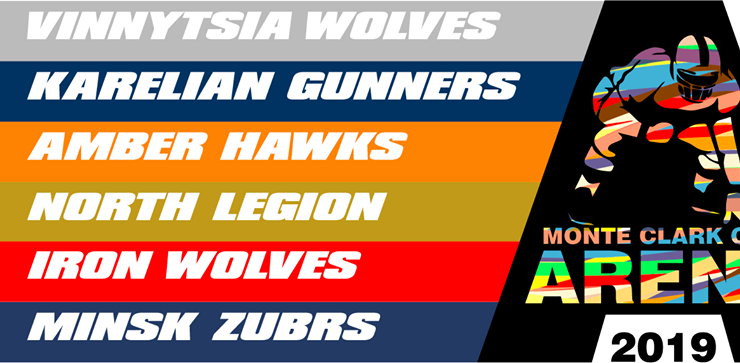 VINNYTSIA WOLVES
KARELIAN GUNNERS
AMBER HAWKS
NORTH LEGION
IRON WOLVES
MINSK ZUBRS
MONTE CLARK
AREN
2019